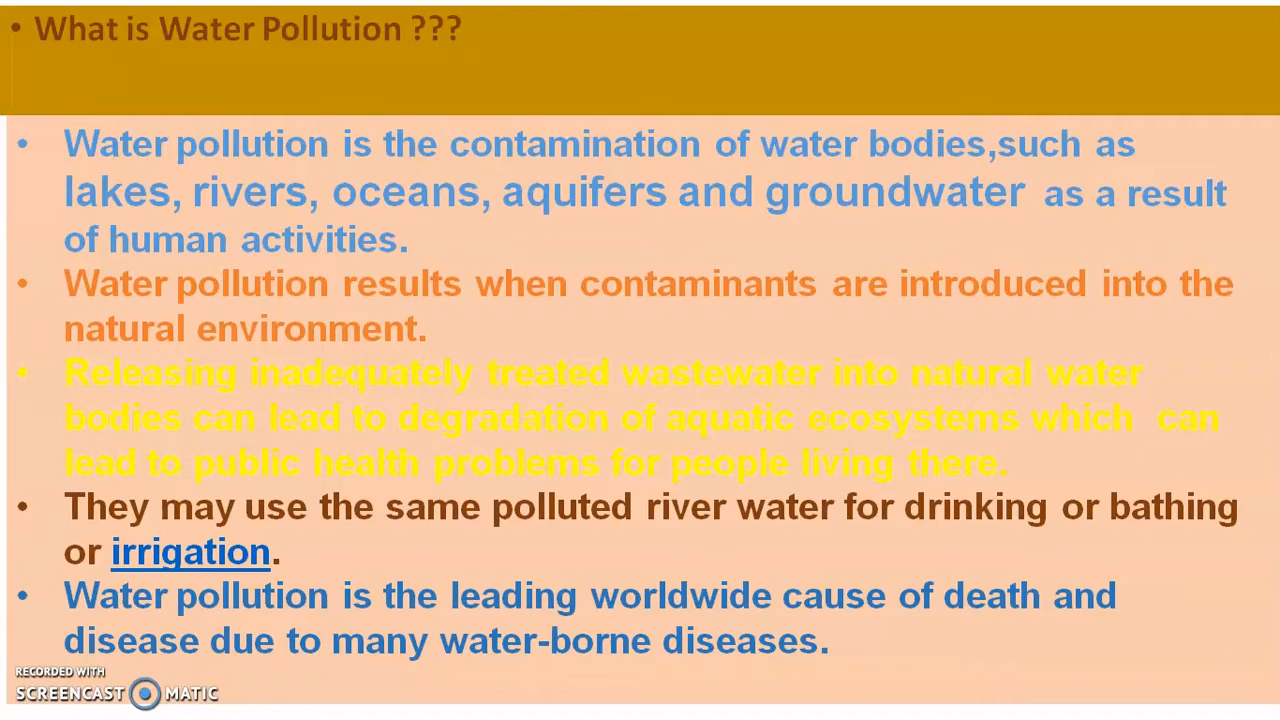 • What is Water Pollution ???
• Water pollution is the contamination of water bodies,such as
lakes, rivers, oceans, aquifers and groundwater as a result
of human activities.
• Water pollution results when contaminants are introduced into the
natural environment.
• Releasing inadequately treated wastewater into natural water
bodies can lead to degradation of aquatic ecosystems which can
lead to public health problems for people living there.
• They may use the same polluted river water for drinking or bathing
or irrigation.
• Water pollution is the leading worldwide cause of death and
disease due to many water-borne diseases.
RECORDED WITH
SCREENCAST MATIC